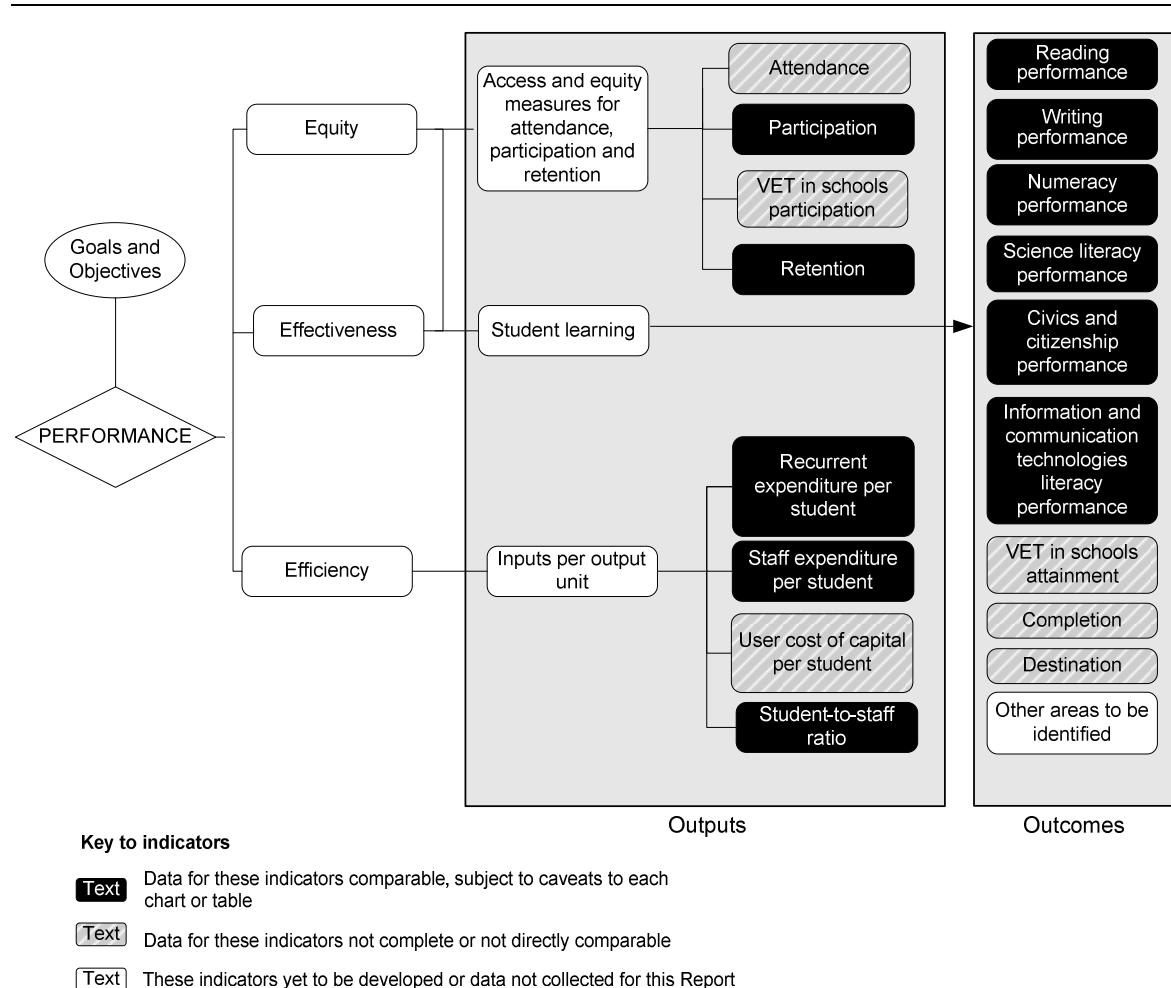 Goals and
Objectives
PERFORMANCE
Equity
Effectiveness
Efficiency
Access and equity
measures for
attendance,
participation and
retention
Student learning
Inputs per output
unit
Attendance
Participation
VET in schools
participation
Retention
Recurrent
expenditure per
student
Staff expenditure
per student
User cost of capital
per student
Student-to-staff
ratio
Outputs
Reading
performance
Writing
performance
Numeracy
performance
Science literacy
performance
Civics and
citizenship
performance
Information and
communication
technologies
literacy
performance
VET in schools
attainment
Completion
Destination
Other areas to be
identified
Outcomes
Key to indicators
Text Data for these indicators comparable, subject to caveats to each
chart or table
Text Data for these indicators not complete or not directly comparable
Text These indicators yet to be developed or data not collected for this Report